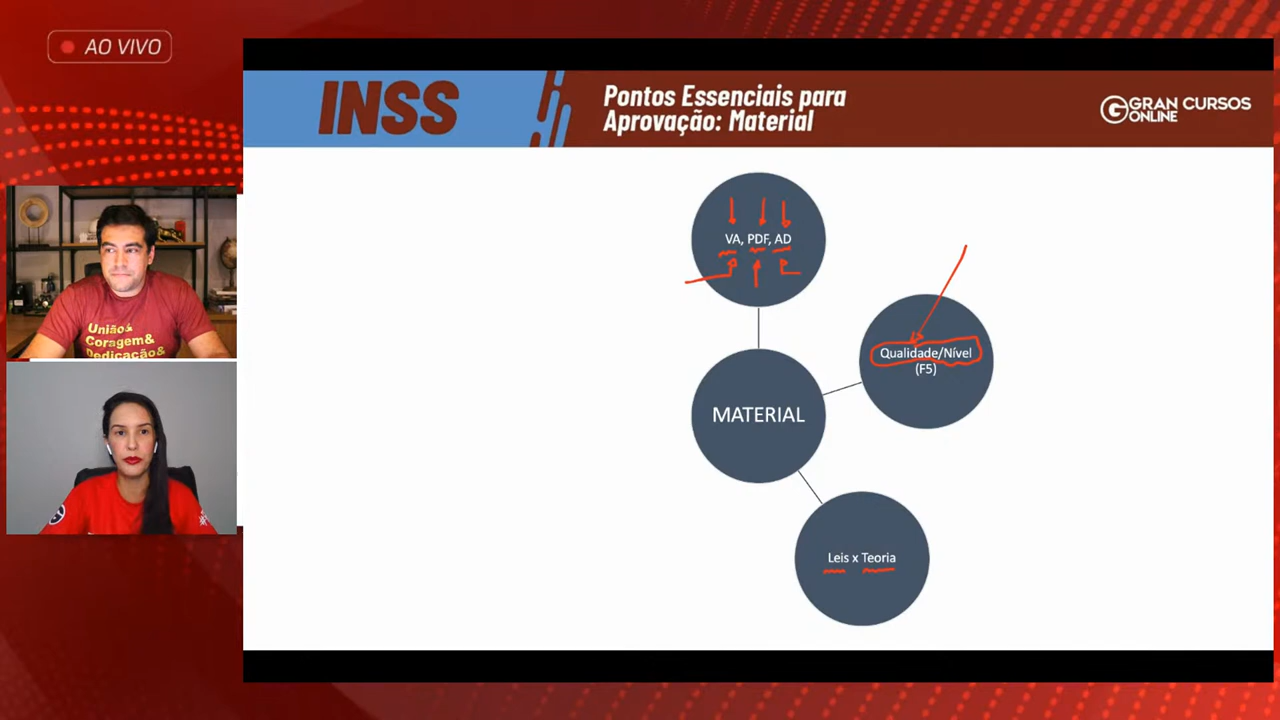 AO VIVO
INSS
Pontos Essenciais para
Aprovação: Material
GRAN CURSOS
ONLINE
VA, PDF, AD
Qualidade/Nível
(F5)
MATERIAL
Leis x Teoria
União&
Coragem&
Dedicação&